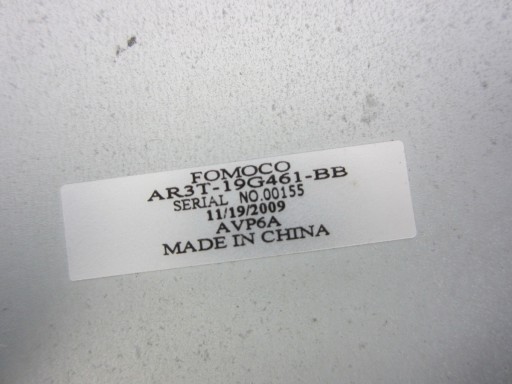 FOMOCO
AR3T-19G461-BB
SERIAL NO.00155
11/19/2009
AVP6A
MADE IN CHINA